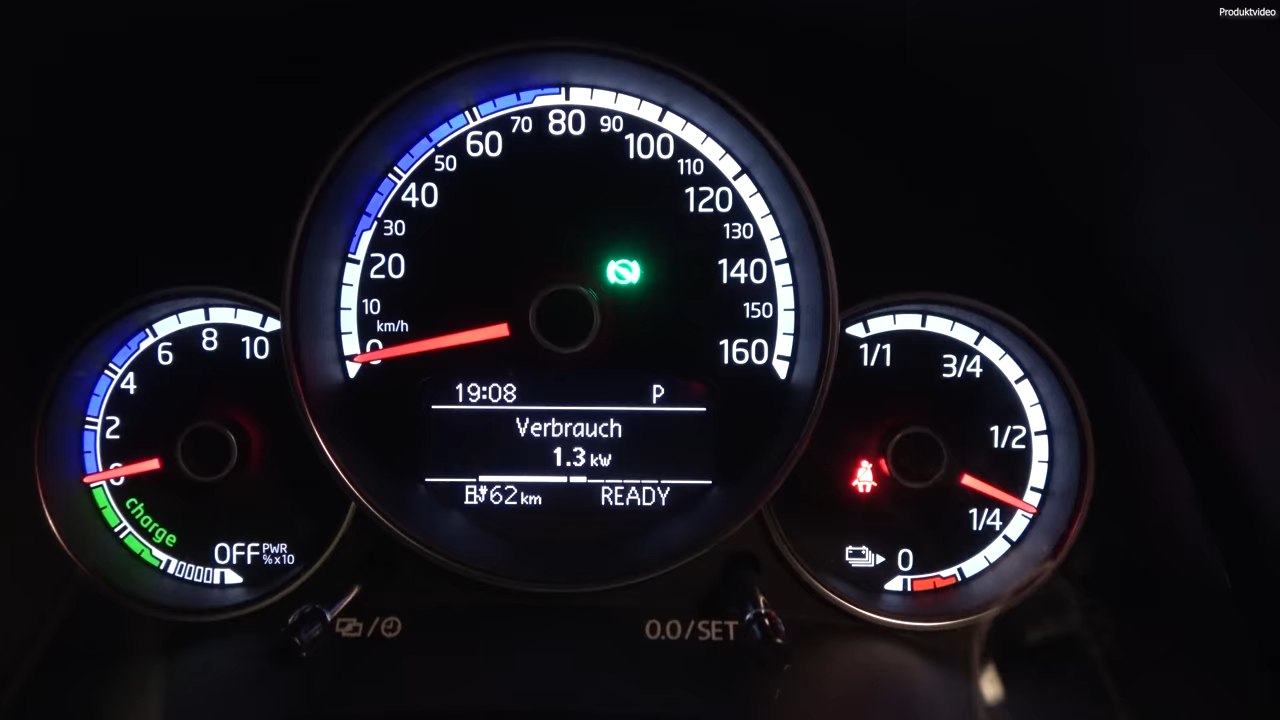 Produktvideo
0 10 20 30 40 50 60 70 80 90 100 110 120 130 140 150 160
km/h
0 2 4 6 8 10
charge
OFF PWR
%x10
1/1 3/4 1/2 1/4 0
19:08 P
Verbrauch
1.3 kW
62 km READY
0.0/SET